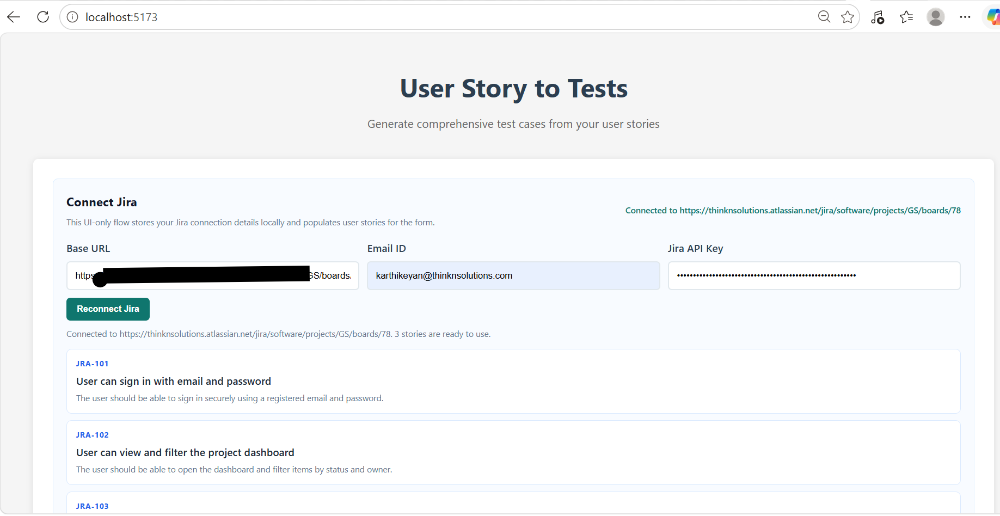 localhost:5173
User Story to Tests
Generate comprehensive test cases from your user stories
Connect Jira
Connected to https://thinknsolutions.atlassian.net/jira/software/projects/GS/boards/78
This UI-only flow stores your Jira connection details locally and populates user stories for the form.
Base URL
Email ID
Jira API Key
https GS/boards
karthikeyan@thinknsolutions.com
•••••••••••••••••••••••••••••••••••••••••••••••••••••••
Reconnect Jira
Connected to https://thinknsolutions.atlassian.net/jira/software/projects/GS/boards/78. 3 stories are ready to use.
JRA-101
User can sign in with email and password
The user should be able to sign in securely using a registered email and password.
JRA-102
User can view and filter the project dashboard
The user should be able to open the dashboard and filter items by status and owner.
JRA-103